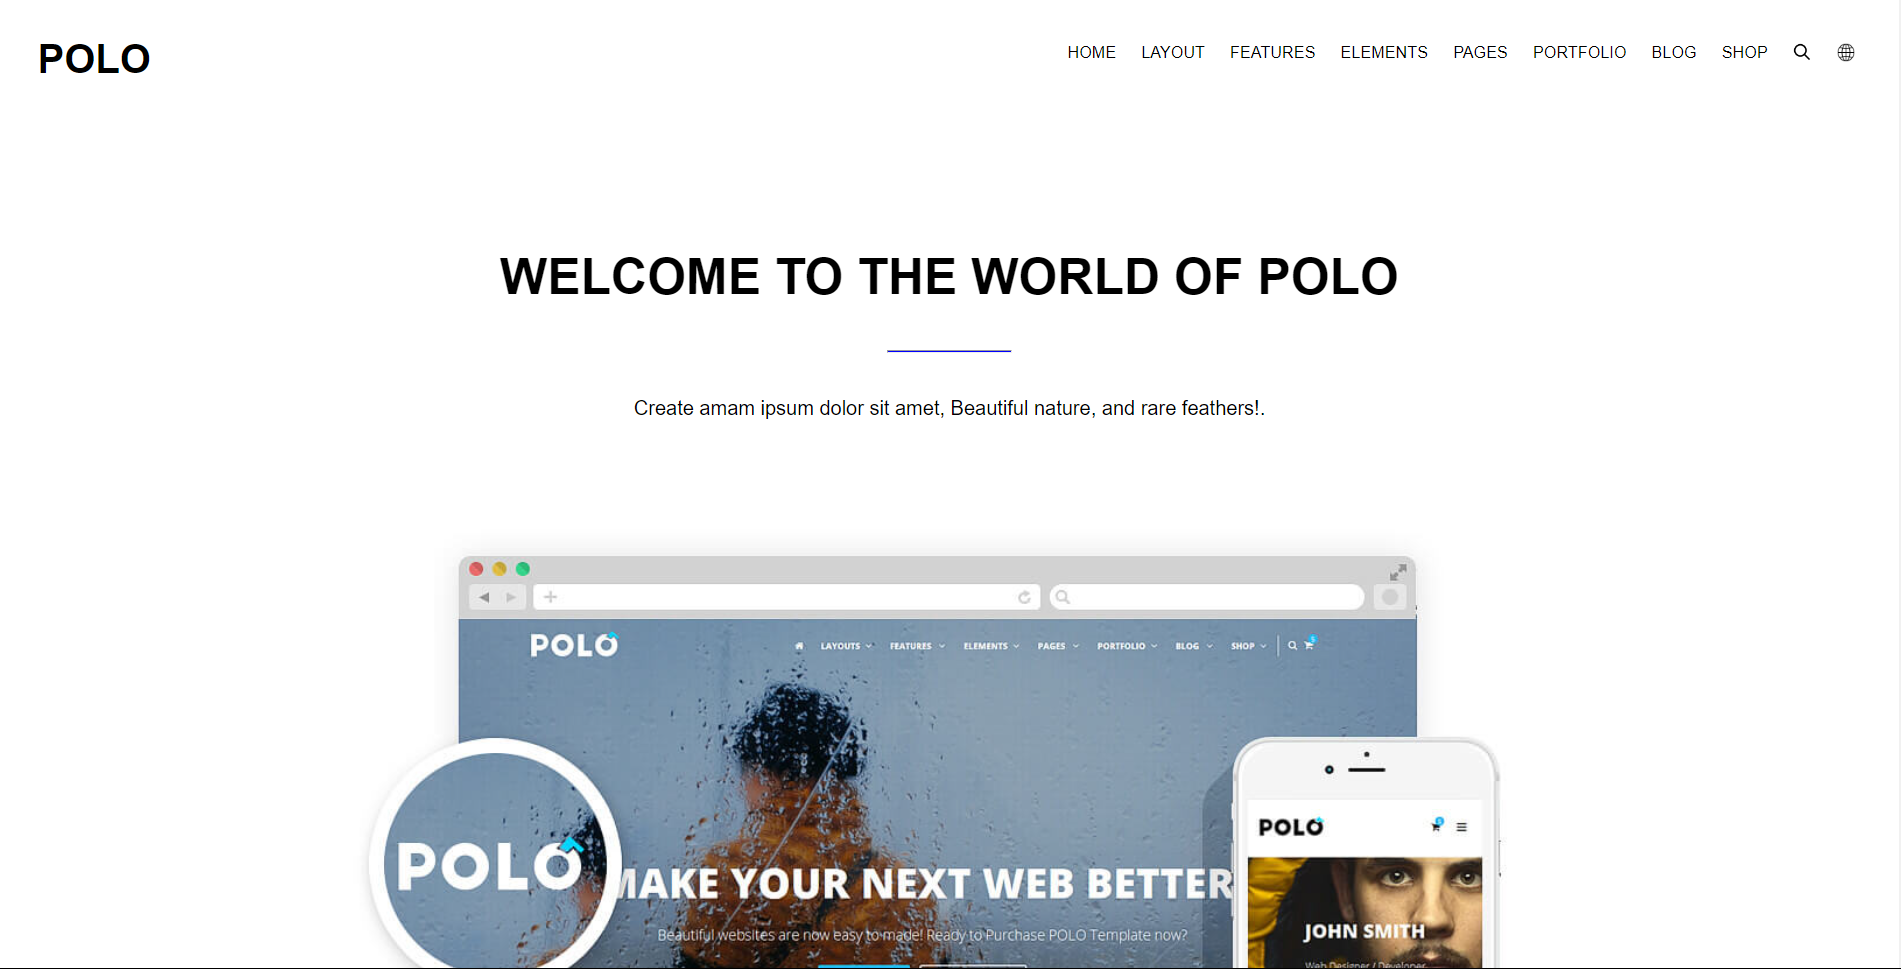 POLO
HOME LAYOUT FEATURES ELEMENTS PAGES PORTFOLIO BLOG SHOP
WELCOME TO THE WORLD OF POLO
Create amam ipsum dolor sit amet, Beautiful nature, and rare feathers!.
POLO LAYOUTS FEATURES ELEMENTS PAGES PORTFOLIO BLOG SHOP
POLO
POLO
MAKE YOUR NEXT WEB BETTER
JOHN SMITH
Beautiful websites are now easy to made! Ready to Purchase POLO Template now?
Web Designer / Developer